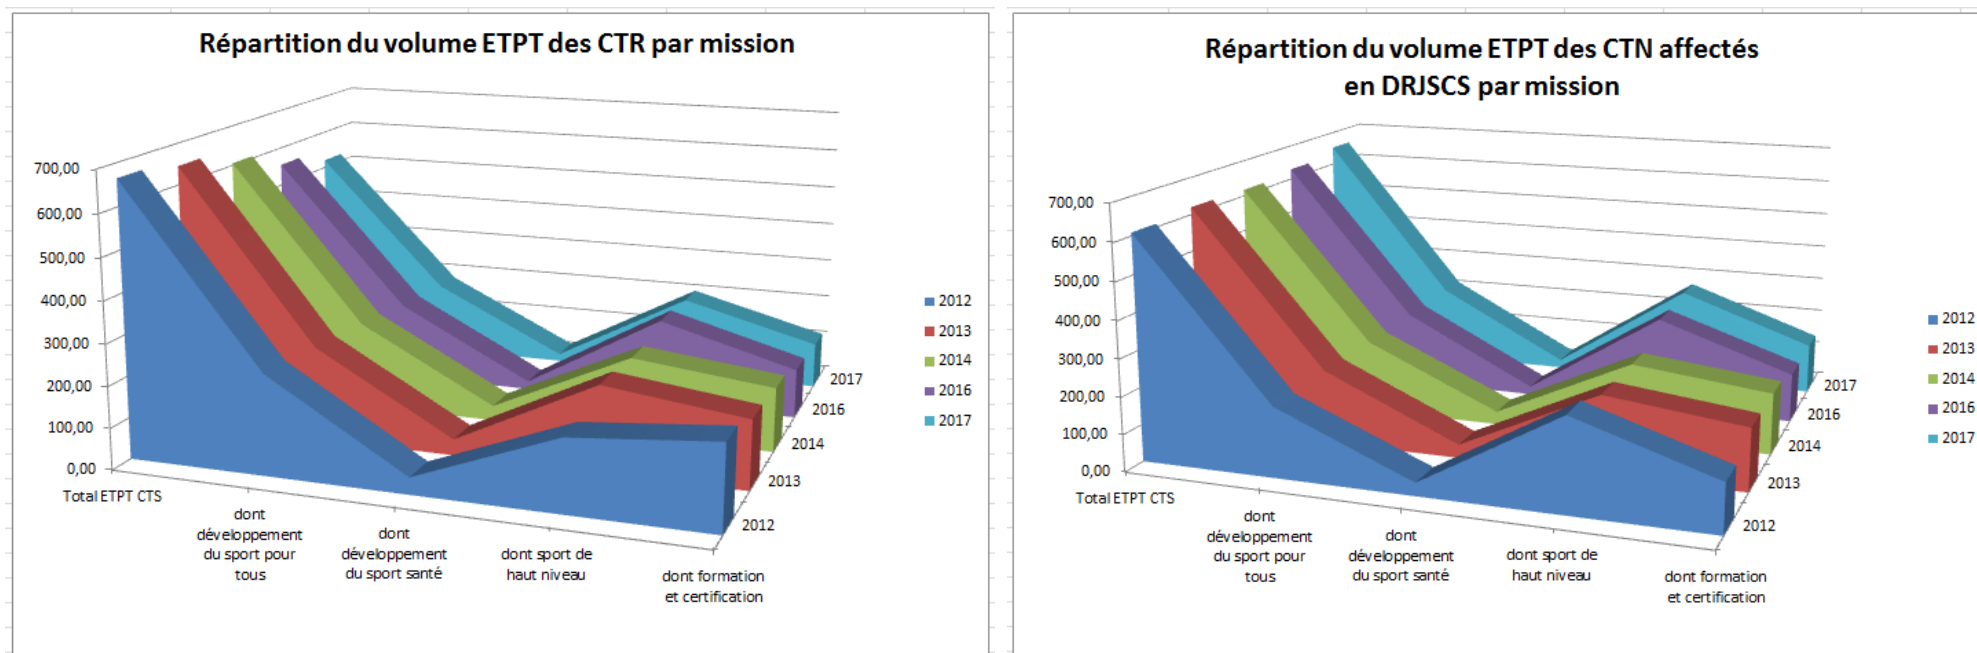 Répartition du volume ETPT des CTR par mission
700,00
600,00
500,00
400,00
300,00
200,00
100,00
0,00
Total ETPT CTS
dont
développement
du sport pour
tous
dont
développement
du sport santé
dont sport de
haut niveau
dont formation
et certification
2012
2013
2014
2016
2017
2012
2013
2014
2016
2017
Répartition du volume ETPT des CTN affectés
en DRJSCS par mission
700,00
600,00
500,00
400,00
300,00
200,00
100,00
0,00
Total ETPT CTS
dont
développement
du sport pour
tous
dont
développement
du sport santé
dont sport de
haut niveau
dont formation
et certification
2012
2013
2014
2016
2017
2012
2013
2014
2016
2017